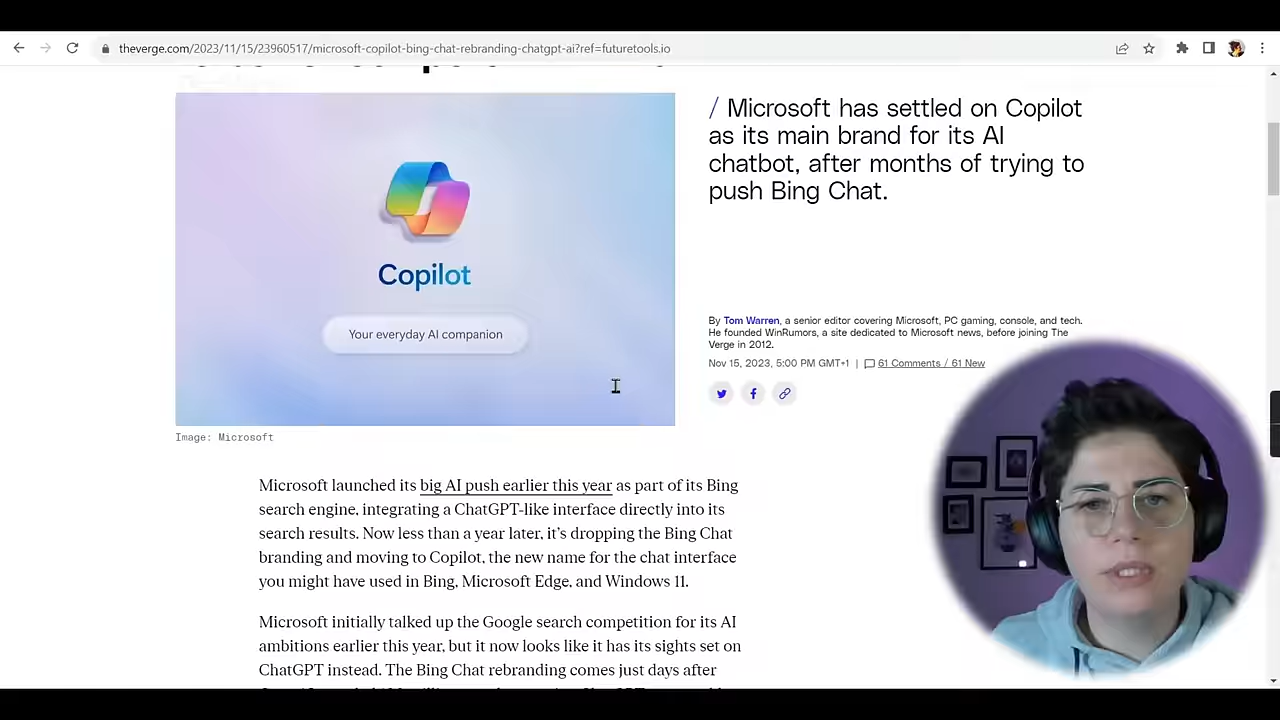 theverge.com/2023/11/15/23960517/microsoft-copilot-bing-chat-rebranding-chatgpt-ai?ref=futuretools.io
/ Microsoft has settled on Copilot
as its main brand for its AI
chatbot, after months of trying to
push Bing Chat.
Copilot
Your everyday AI companion
By Tom Warren, a senior editor covering Microsoft, PC gaming, console, and tech.
He founded WinRumors, a site dedicated to Microsoft news, before joining The
Verge in 2012.
Nov 15, 2023, 5:00 PM GMT+1 | 61 Comments / 61 New
Image: Microsoft
Microsoft launched its big AI push earlier this year as part of its Bing
search engine, integrating a ChatGPT-like interface directly into its
search results. Now less than a year later, it’s dropping the Bing Chat
branding and moving to Copilot, the new name for the chat interface
you might have used in Bing, Microsoft Edge, and Windows 11.
Microsoft initially talked up the Google search competition for its AI
ambitions earlier this year, but it now looks like it has its sights set on
ChatGPT instead. The Bing Chat rebranding comes just days after